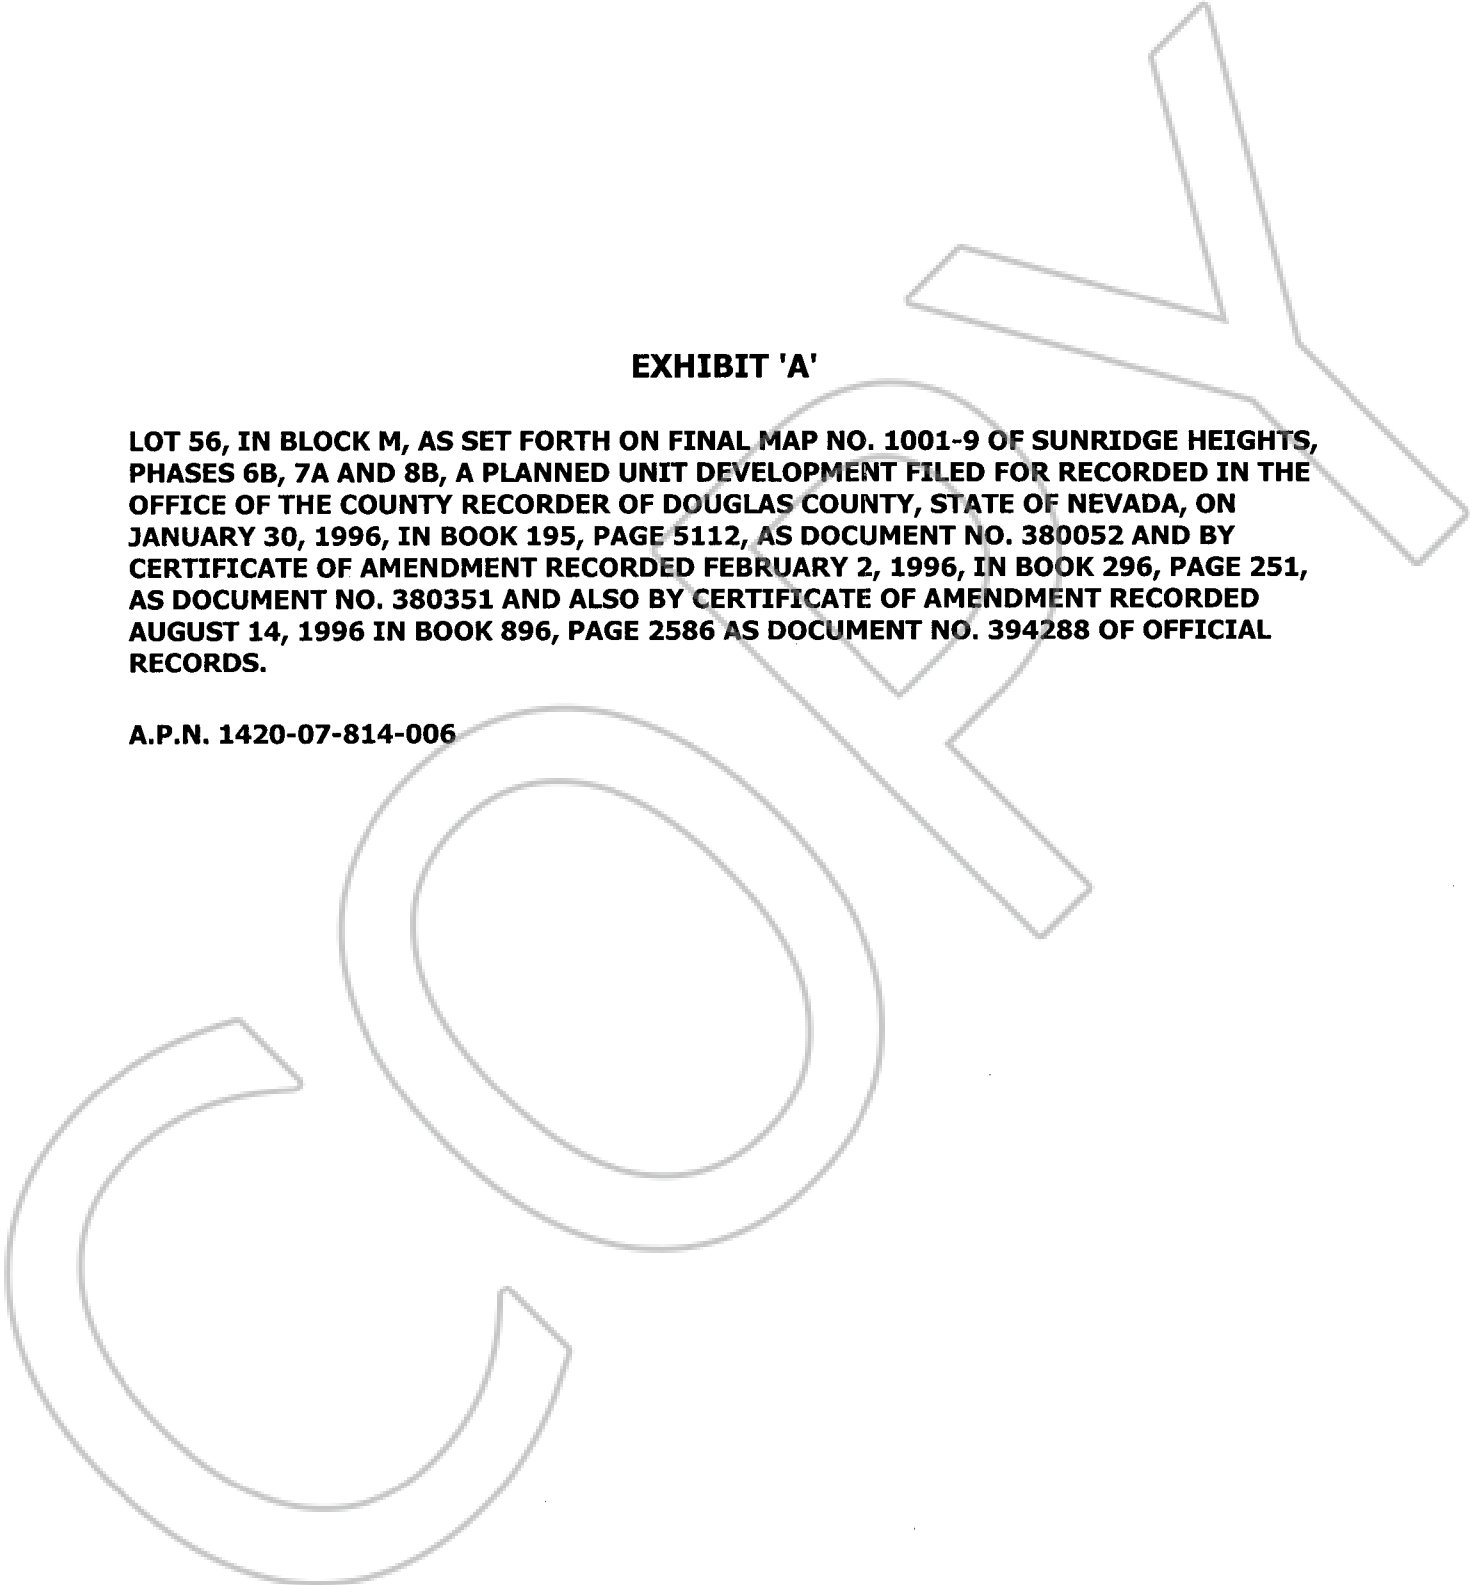 EXHIBIT 'A'
LOT 56, IN BLOCK M, AS SET FORTH ON FINAL MAP NO. 1001-9 OF SUNRIDGE HEIGHTS,
PHASES 6B, 7A AND 8B, A PLANNED UNIT DEVELOPMENT FILED FOR RECORDED IN THE
OFFICE OF THE COUNTY RECORDER OF DOUGLAS COUNTY, STATE OF NEVADA, ON
JANUARY 30, 1996, IN BOOK 195, PAGE 5112, AS DOCUMENT NO. 380052 AND BY
CERTIFICATE OF AMENDMENT RECORDED FEBRUARY 2, 1996, IN BOOK 296, PAGE 251,
AS DOCUMENT NO. 380351 AND ALSO BY CERTIFICATE OF AMENDMENT RECORDED
AUGUST 14, 1996 IN BOOK 896, PAGE 2586 AS DOCUMENT NO. 394288 OF OFFICIAL
RECORDS.
A.P.N. 1420-07-814-006
COPY